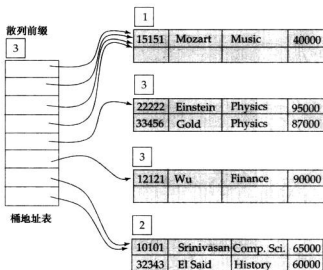 散列前缀
3
桶地址表
1
15151 Mozart Music 40000
3
22222 Einstein Physics 95000
33456 Gold Physics 87000
3
12121 Wu Finance 90000
2
10101 Srinivasan Comp. Sci. 65000
32343 El Said History 60000